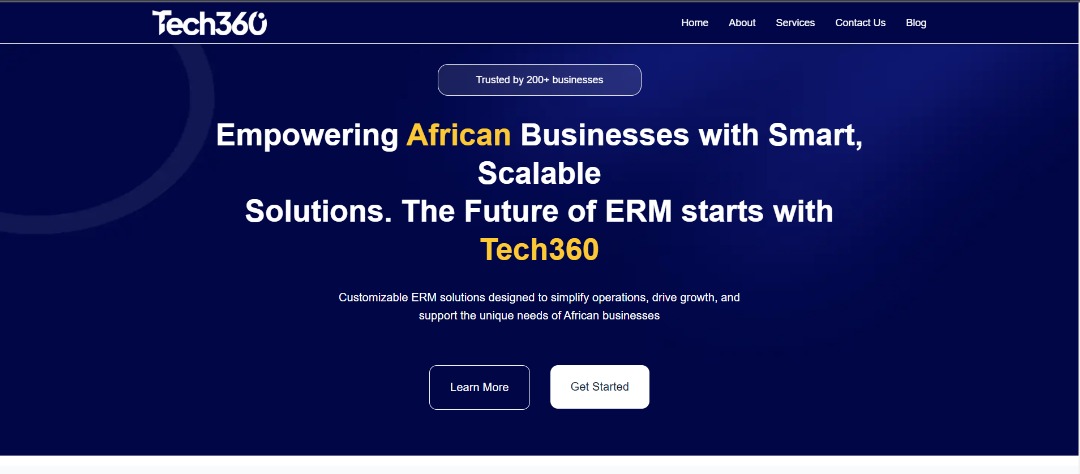 Tech360
Home About Services Contact Us Blog
Trusted by 200+ businesses
Empowering African Businesses with Smart,
Scalable
Solutions. The Future of ERM starts with
Tech360
Customizable ERM solutions designed to simplify operations, drive growth, and
support the unique needs of African businesses
Learn More Get Started